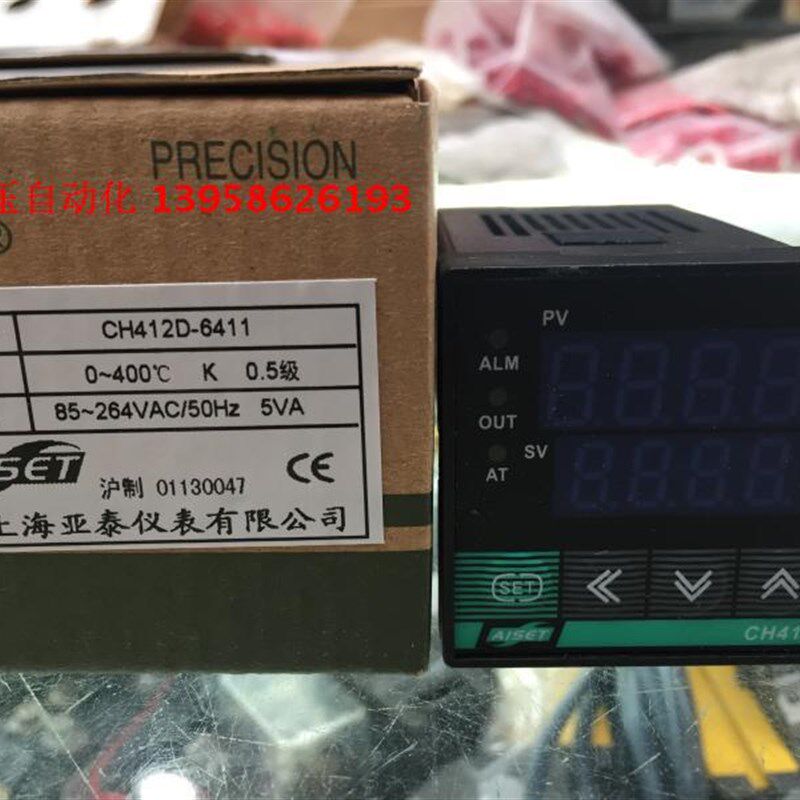 PRECISION
玉自动化 13958626193
®
CH412D-6411
0~400℃ K 0.5级
85~264VAC/50Hz 5VA
SET
CE
沪制 01130047
上海亚泰仪表有限公司
PV
ALM
OUT
SV
AT
SET
AISET
CH41